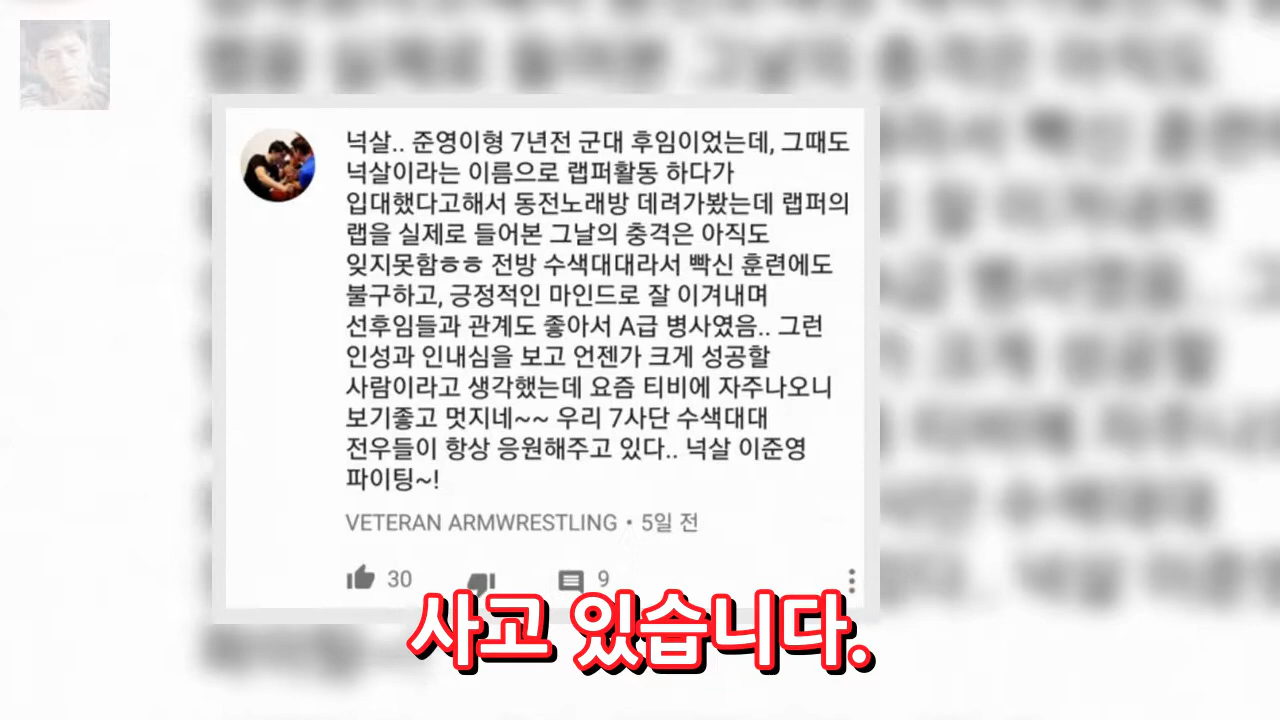 넉살.. 준영이형 7년전 군대 후임이었는데, 그때도
넉살이라는 이름으로 랩퍼활동 하다가
입대했다고해서 동전노래방 데려가봤는데 랩퍼의
랩을 실제로 들어본 그날의 충격은 아직도
잊지못함ㅎㅎ 전방 수색대대라서 빡신 훈련에도
불구하고, 긍정적인 마인드로 잘 이겨내며
선후임들과 관계도 좋아서 A급 병사였음.. 그런
인성과 인내심을 보고 언젠가 크게 성공할
사람이라고 생각했는데 요즘 티비에 자주나오니
보기좋고 멋지네~~ 우리 7사단 수색대대
전우들이 항상 응원해주고 있다.. 넉살 이준영
파이팅~!
VETERAN ARMWRESTLING • 5일 전
30 9
사고 있습니다.